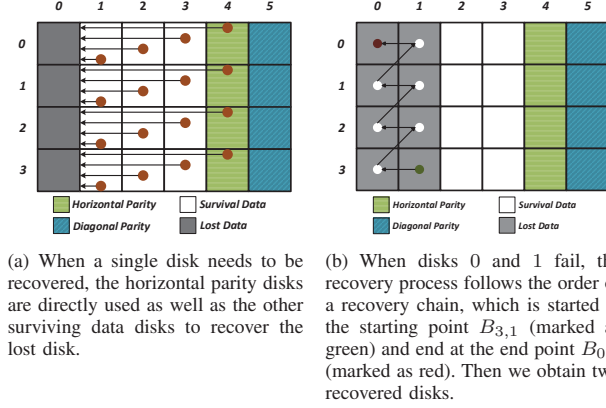 0 1 2 3 4 5
0
1
2
3
Horizontal Parity Survival Data
Diagonal Parity Lost Data
(a) When a single disk needs to be
recovered, the horizontal parity disks
are directly used as well as the other
surviving data disks to recover the
lost disk.
0 1 2 3 4 5
0
1
2
3
Horizontal Parity Survival Data
Diagonal Parity Lost Data
(b) When disks 0 and 1 fail,
recovery process follows the order
a recovery chain, which is started
the starting point B3,1 (marked
green) and end at the end point B0
(marked as red). Then we obtain
recovered disks.